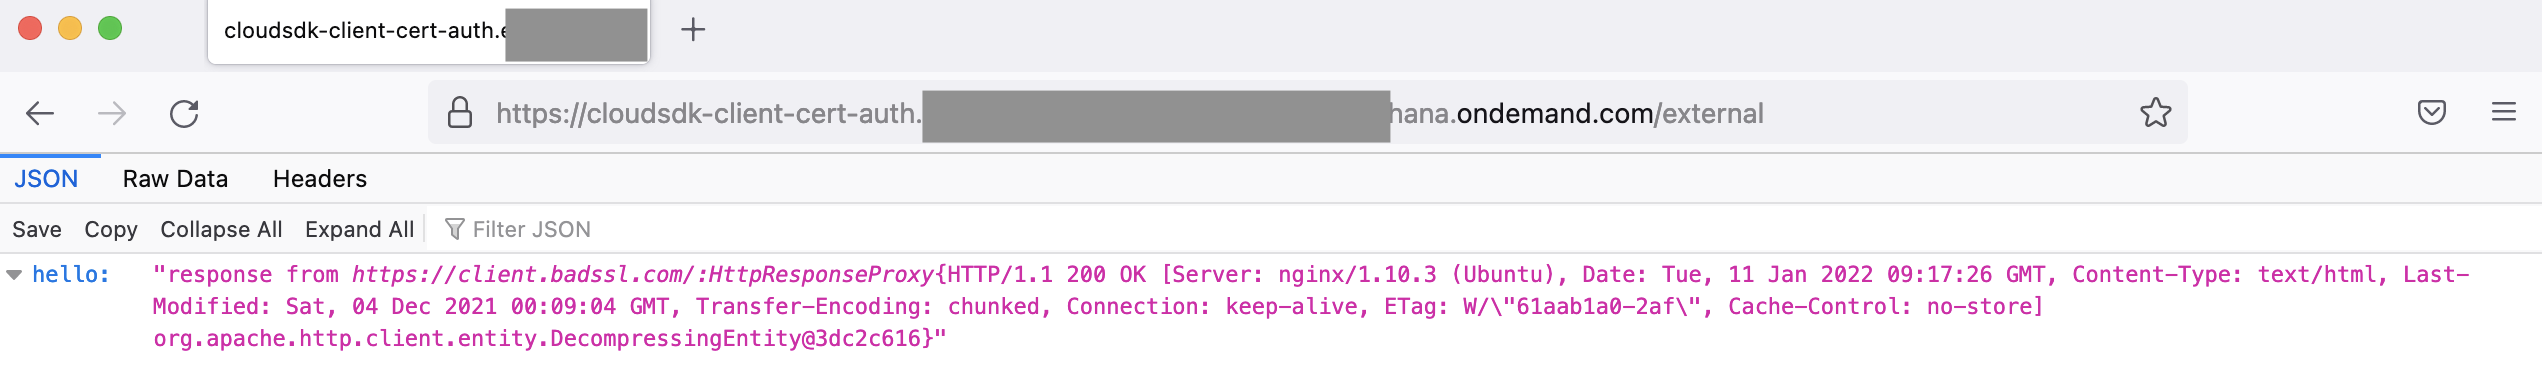 cloudsdk-client-cert-auth.
https://cloudsdk-client-cert-auth. hana.ondemand.com/external
JSON Raw Data Headers
Save Copy Collapse All Expand All Filter JSON
hello: "response from https://client.badssl.com/:HttpResponseProxy{HTTP/1.1 200 OK [Server: nginx/1.10.3 (Ubuntu), Date: Tue, 11 Jan 2022 09:17:26 GMT, Content-Type: text/html, Last-
Modified: Sat, 04 Dec 2021 00:09:04 GMT, Transfer-Encoding: chunked, Connection: keep-alive, ETag: W/\"61aab1a0-2af\", Cache-Control: no-store]
org.apache.http.client.entity.DecompressingEntity@3dc2c616}"